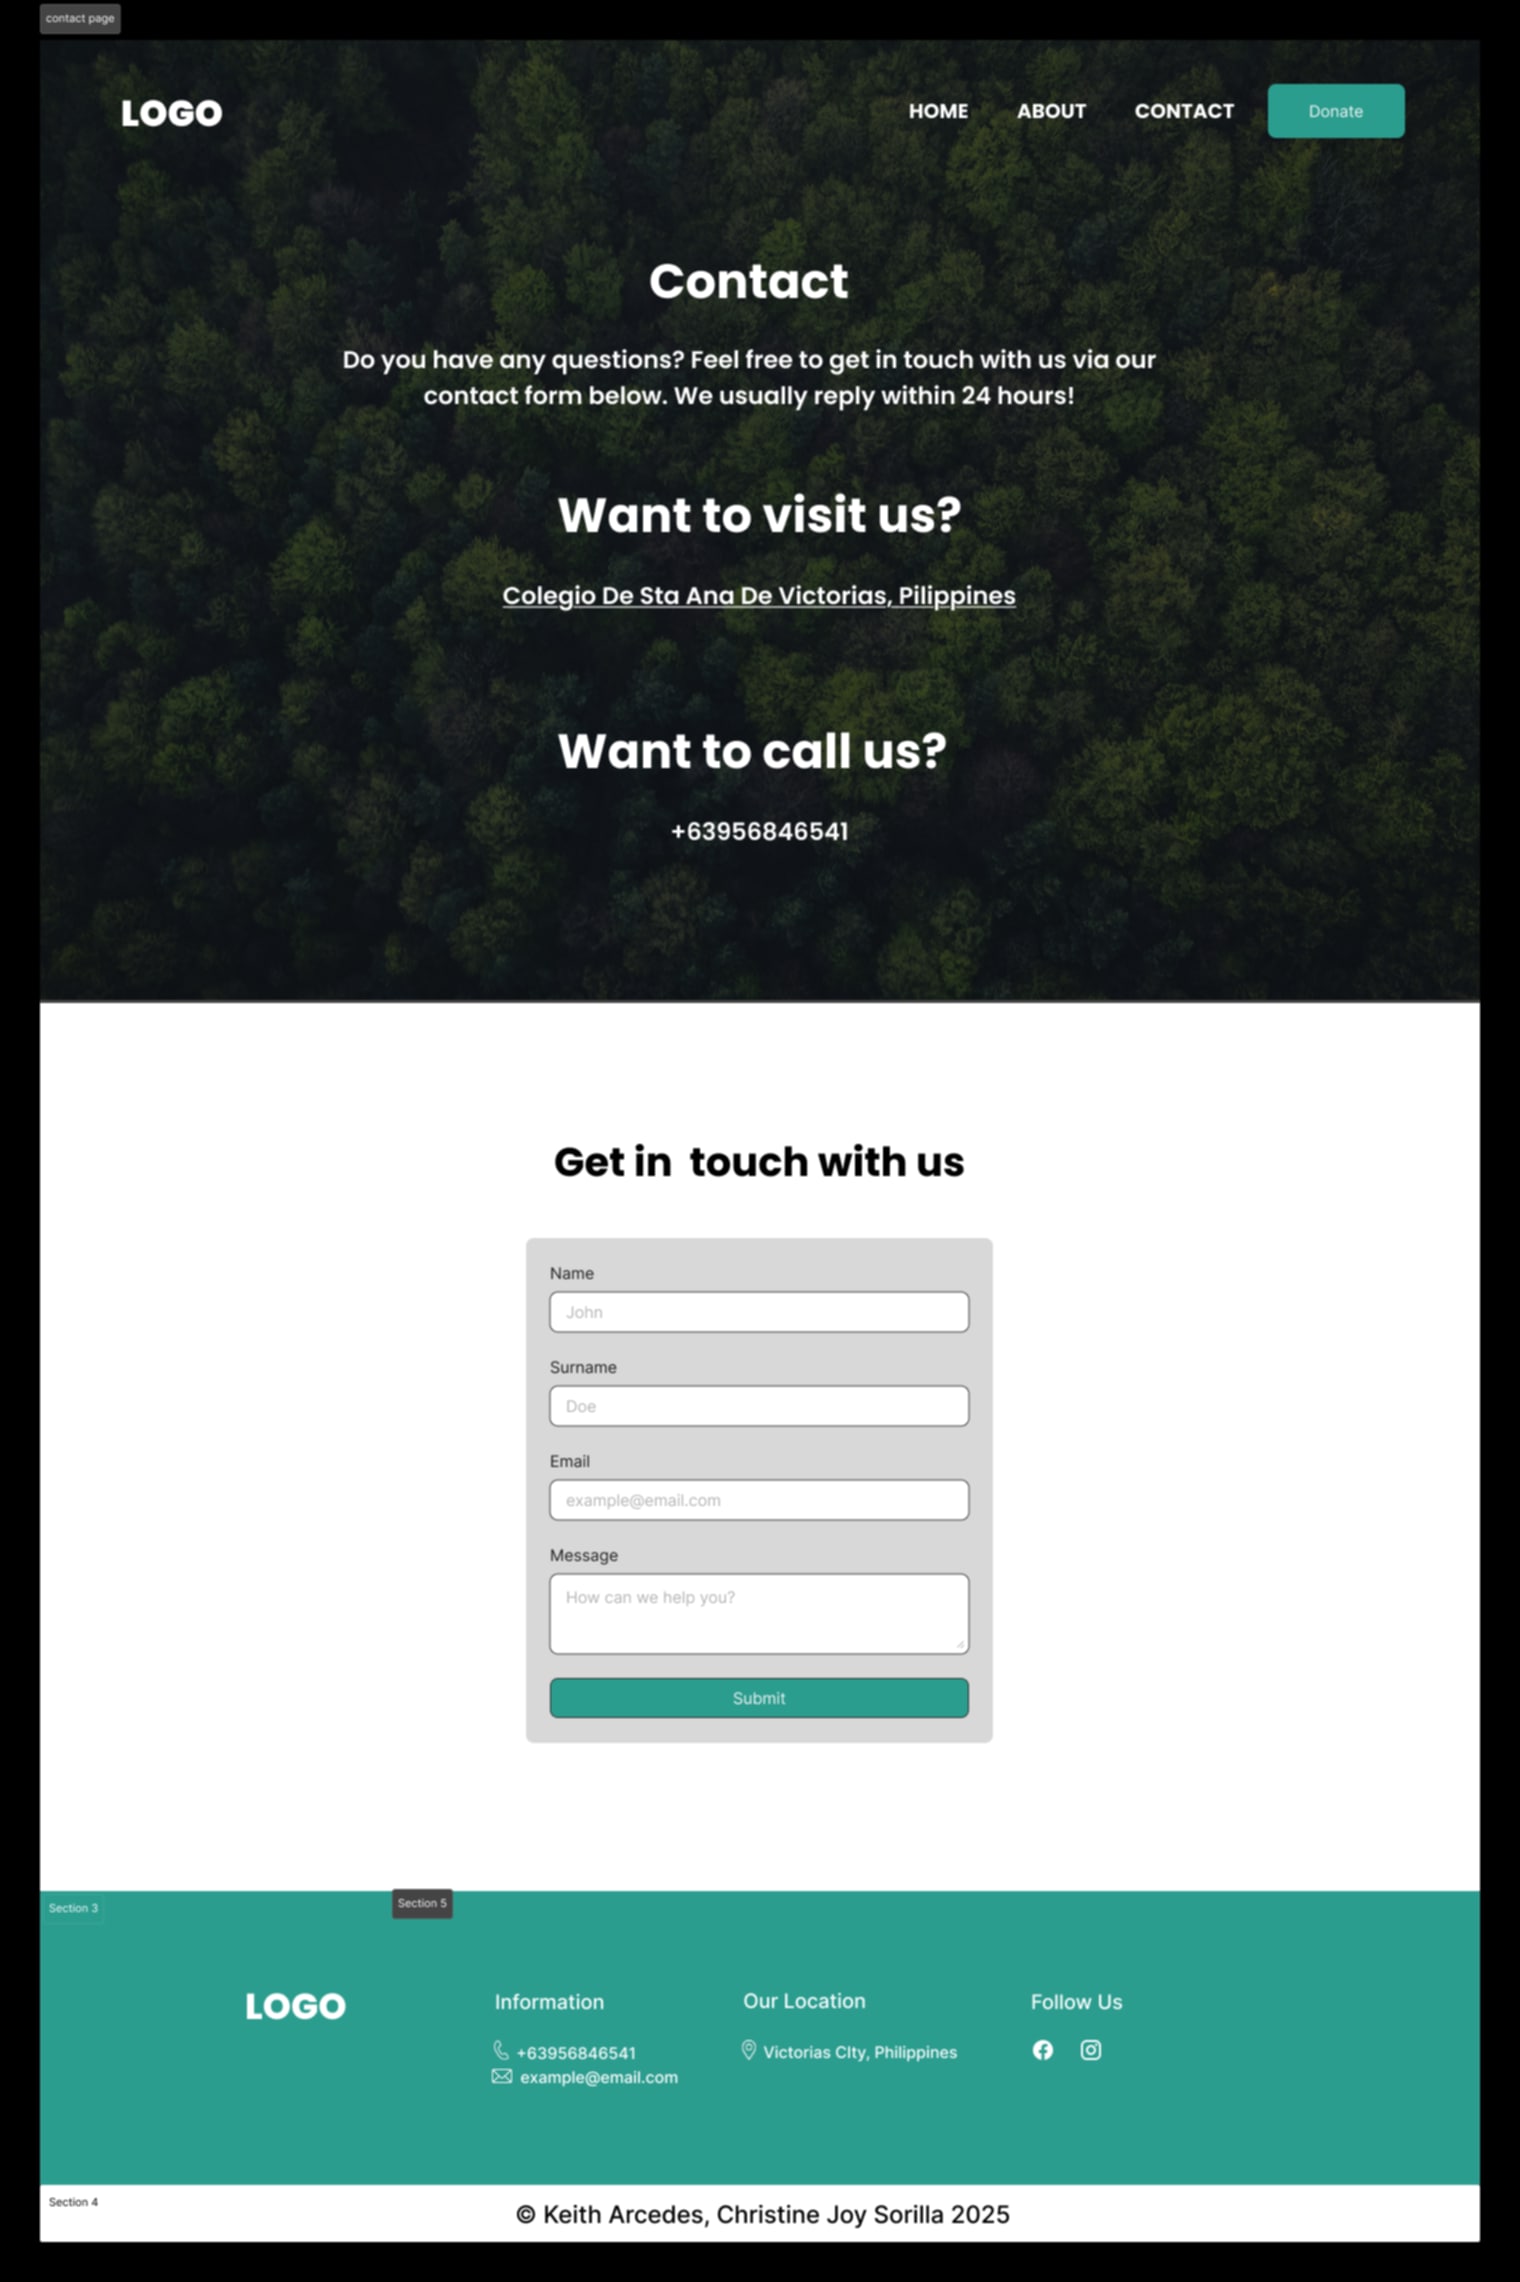 contact page
LOGO
HOME
ABOUT
CONTACT
Donate
Contact
Do you have any questions? Feel free to get in touch with us via our
contact form below. We usually reply within 24 hours!
Want to visit us?
Colegio De Sta Ana De Victorias, Pilippines
Want to call us?
+63956846541
Get in  touch with us
Name
John
Surname
Doe
Email
example@email.com
Message
How can we help you?
Submit
Section 3
Section 5
LOGO
Information
+63956846541
example@email.com
Our Location
Victorias CIty, Philippines
Follow Us
Section 4
© Keith Arcedes, Christine Joy Sorilla 2025